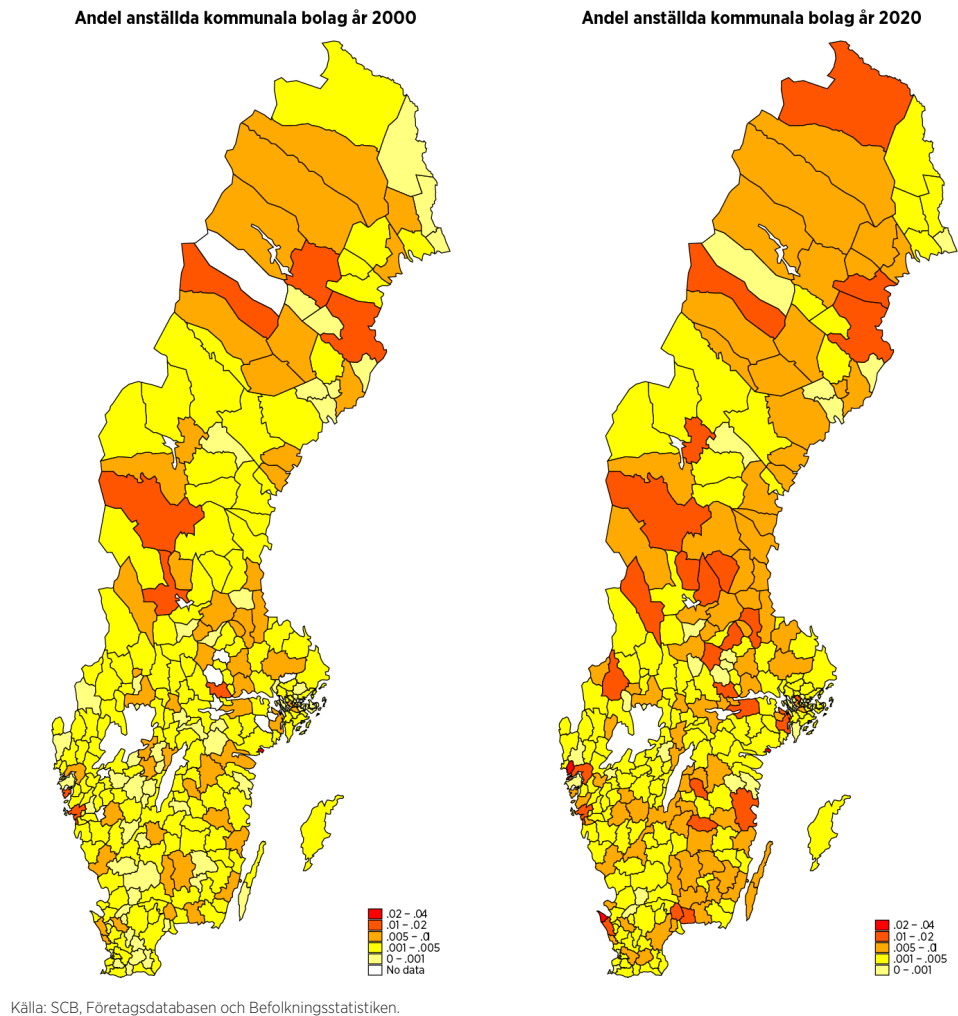 Andel anställda kommunala bolag år 2000
Andel anställda kommunala bolag år 2020
.02 – .04
.01 – .02
.005 – .01
.001 – .005
0 – .001
No data
.02 – .04
.01 – .02
.005 – .01
.001 – .005
0 – .001
Källa: SCB, Företagsdatabasen och Befolkningsstatistiken.